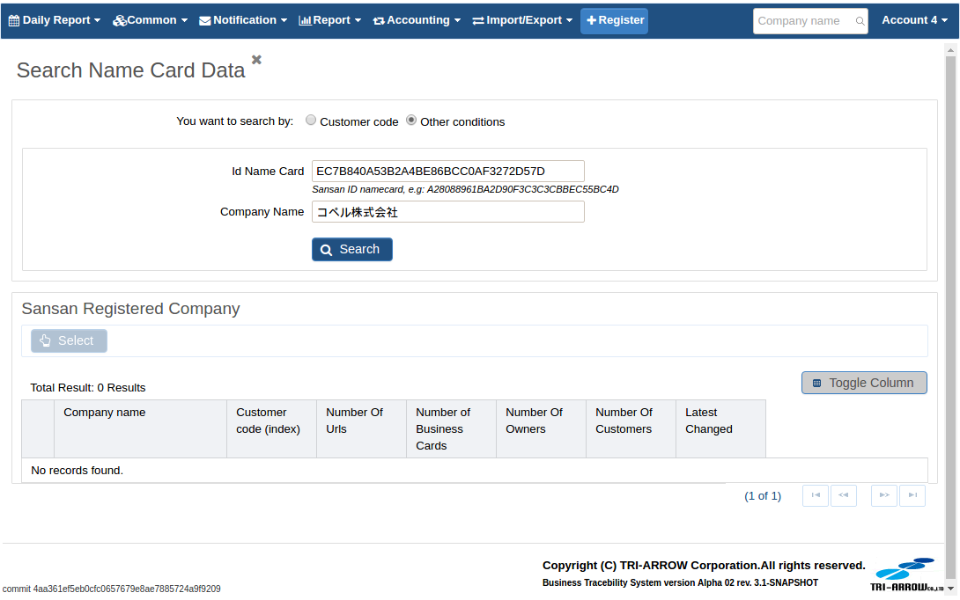 Daily Report Common Notification Report Accounting Import/Export Register Company name Account 4
Search Name Card Data
You want to search by: Customer code Other conditions
Id Name Card EC7B840A53B2A4BE86BCC0AF3272D57D
Sansan ID namecard, e.g: A28088961BA2D90F3C3C3CBBEC55BC4D
Company Name コベル株式会社
Search
Sansan Registered Company
Select
Total Result: 0 Results
Toggle Column
Company name
Customer code (index)
Number Of Urls
Number of Business Cards
Number Of Owners
Number Of Customers
Latest Changed
No records found.
(1 of 1)
Copyright (C) TRI-ARROW Corporation.All rights reserved.
Business Tracebility System version Alpha 02 rev. 3.1-SNAPSHOT
TRI-ARROW
commit 4aa361ef5eb0cfc0657679e8ae7885724a9f9209